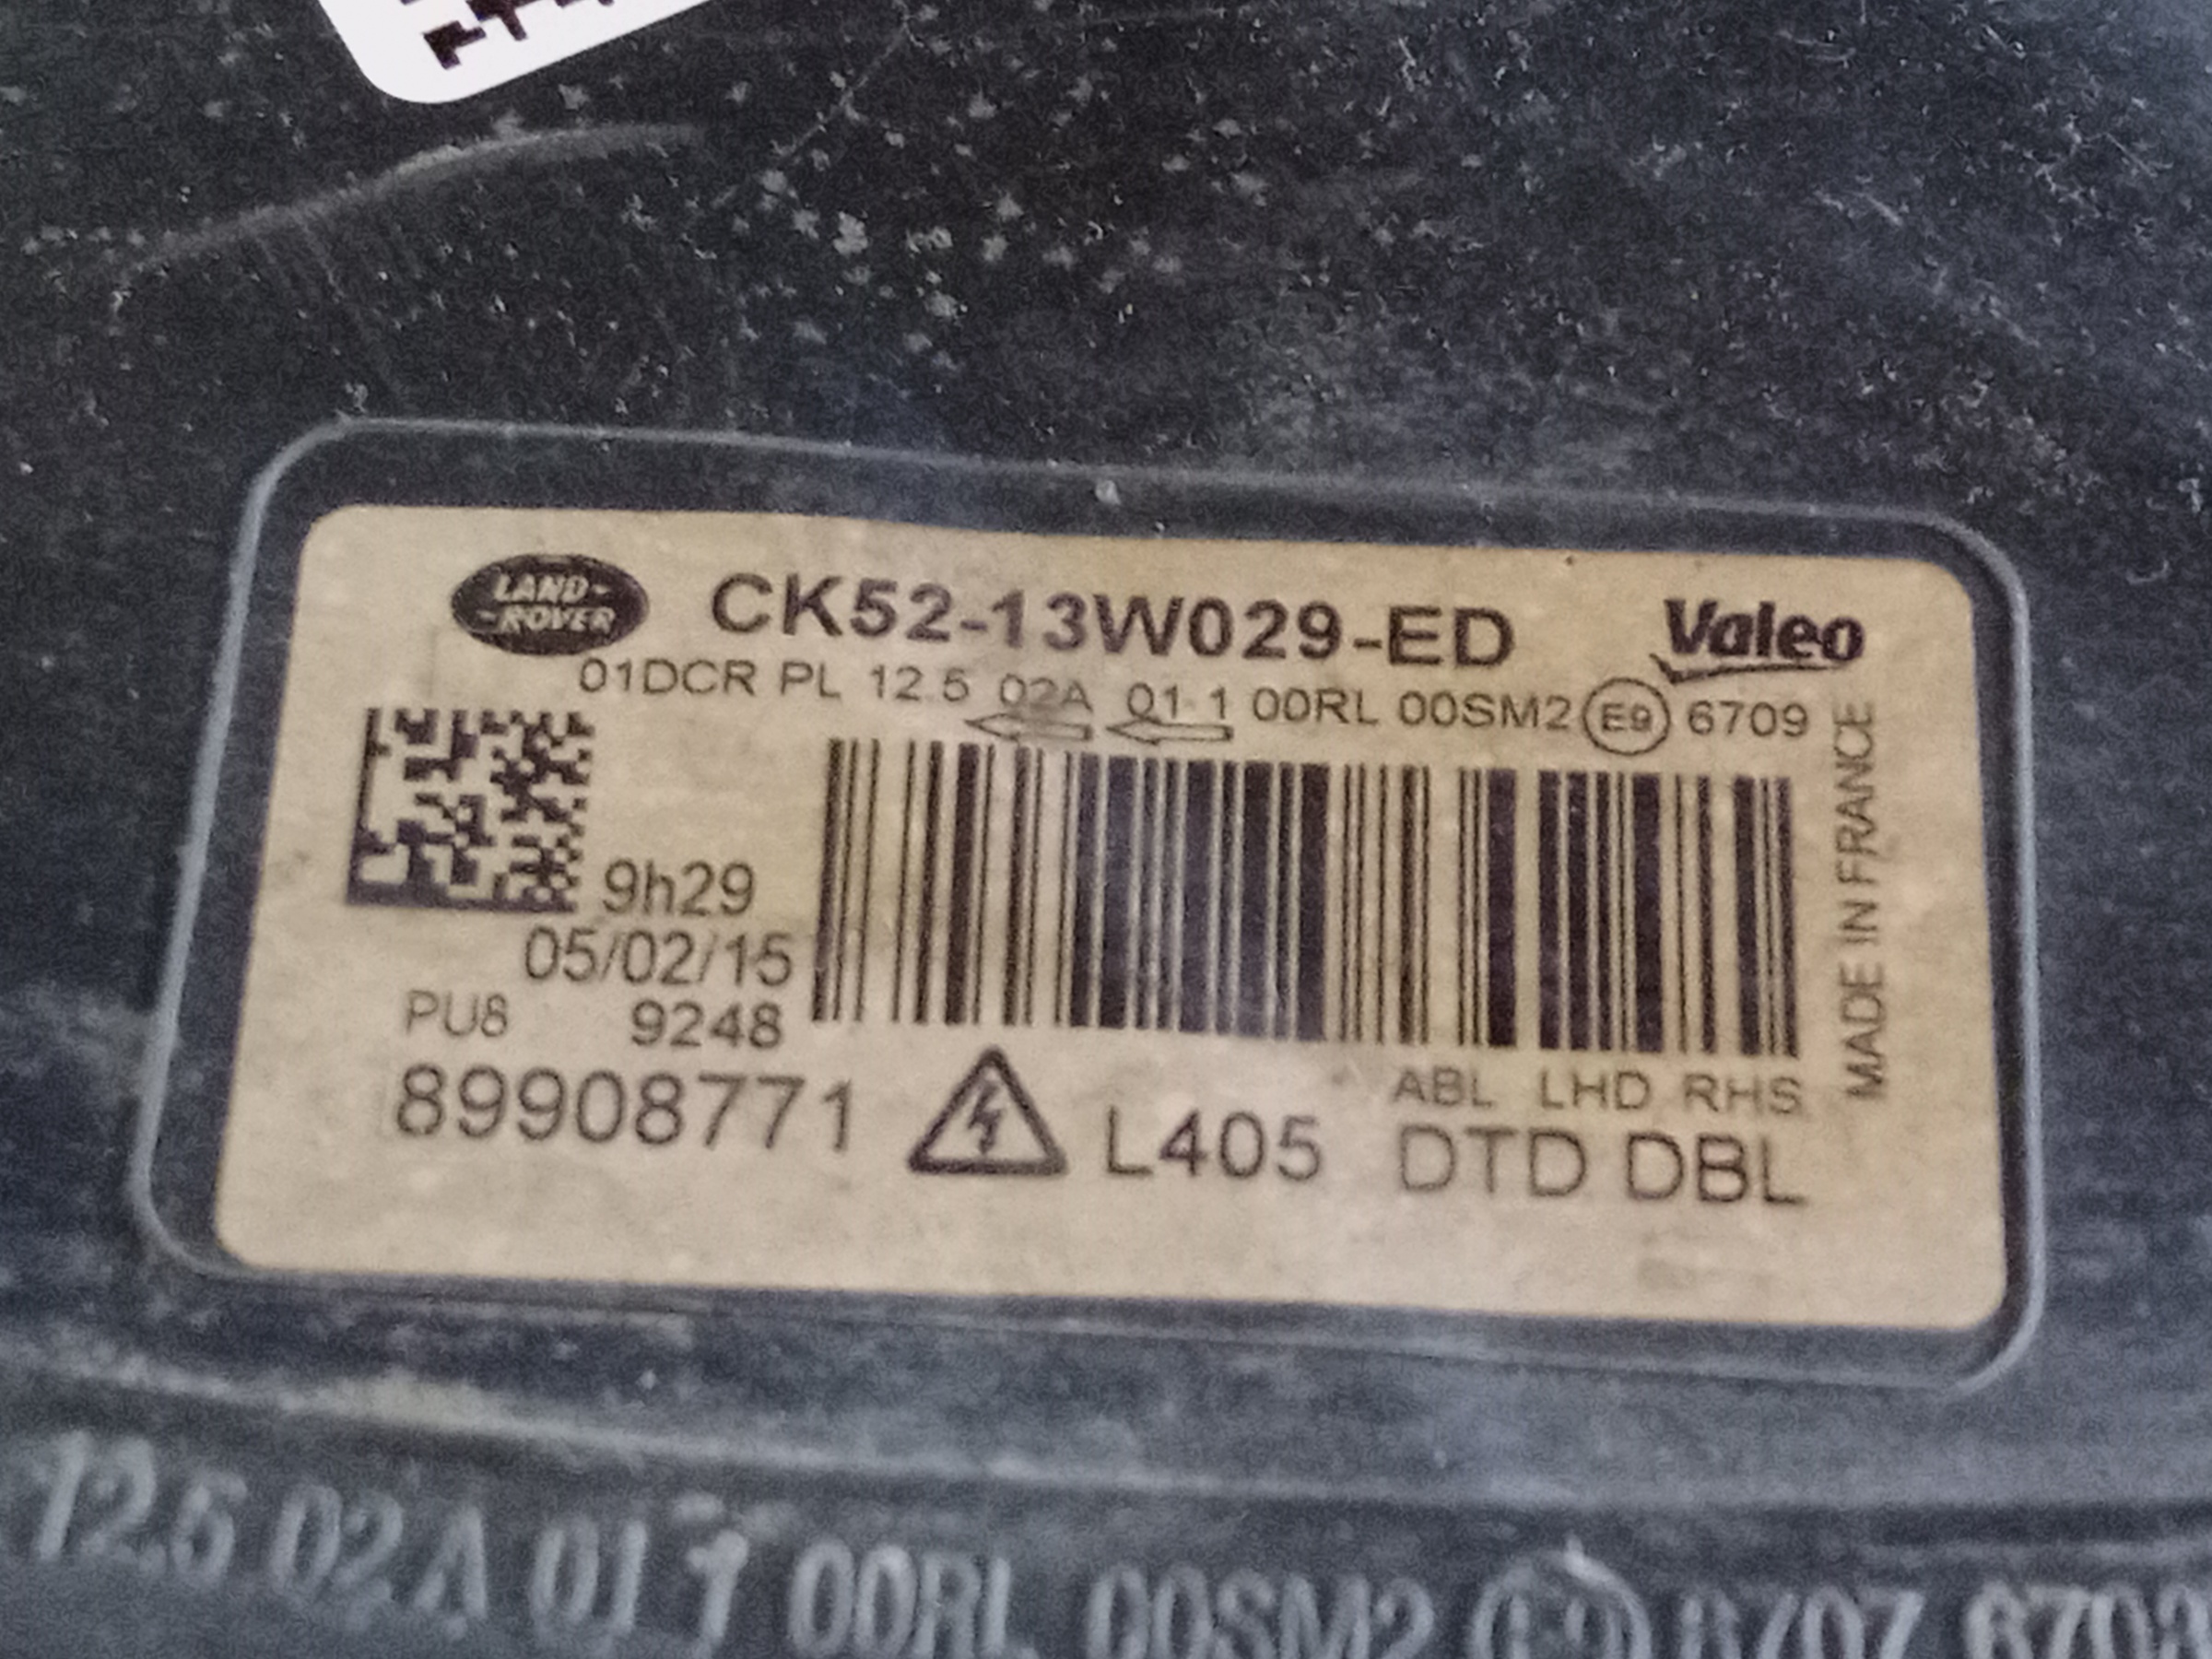 LAND-
-ROVER
CK52-13W029-ED
Valeo
01DCR PL 12.5 02A 01 1 00RL 00SM2 E9 6709
MADE IN FRANCE
9h29
05/02/15
PU8 9248
89908771
L405
ABL LHD RHS
DTD DBL
12.5 02A 01 1 00RL 00SM2